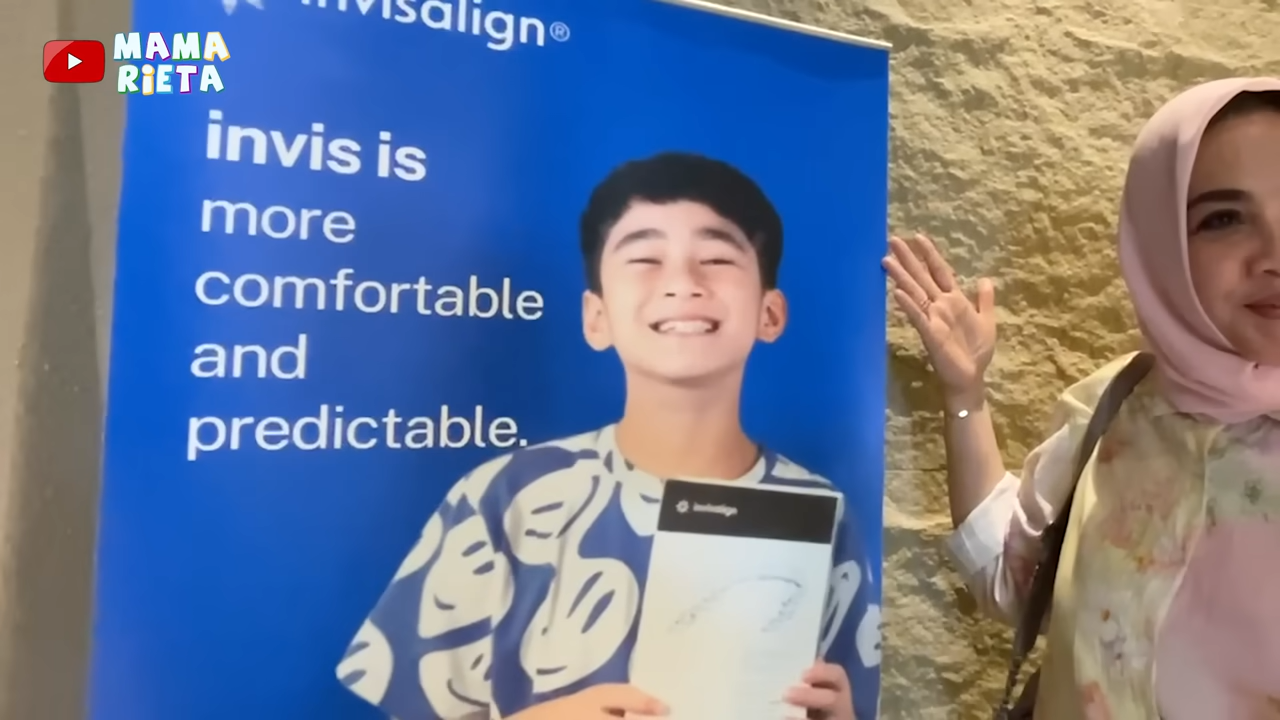 invisalign®
MAMA
RiETA
invis is
more
comfortable
and
predictable.
invisalign